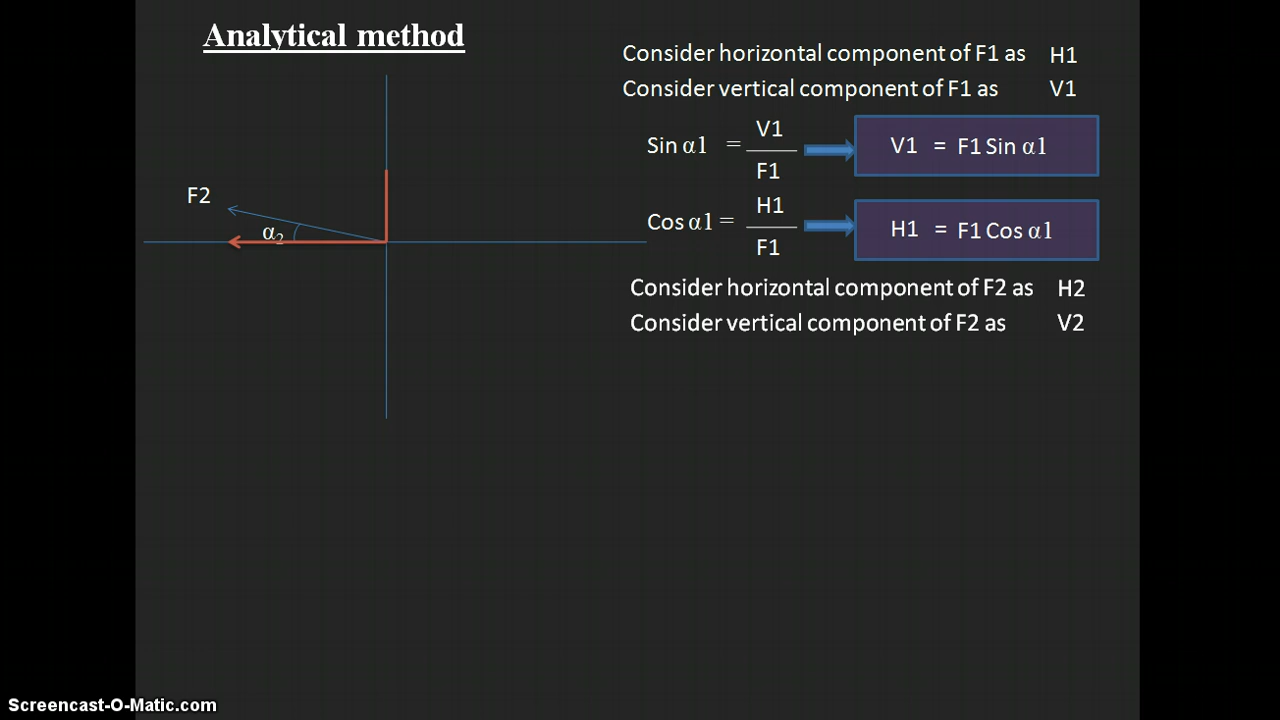 Analytical method
Consider horizontal component of F1 as H1
Consider vertical component of F1 as V1
Sin α1 = V1 / F1
V1 = F1 Sin α1
Cos α1 = H1 / F1
H1 = F1 Cos α1
Consider horizontal component of F2 as H2
Consider vertical component of F2 as V2
F2
α2
Screencast-O-Matic.com